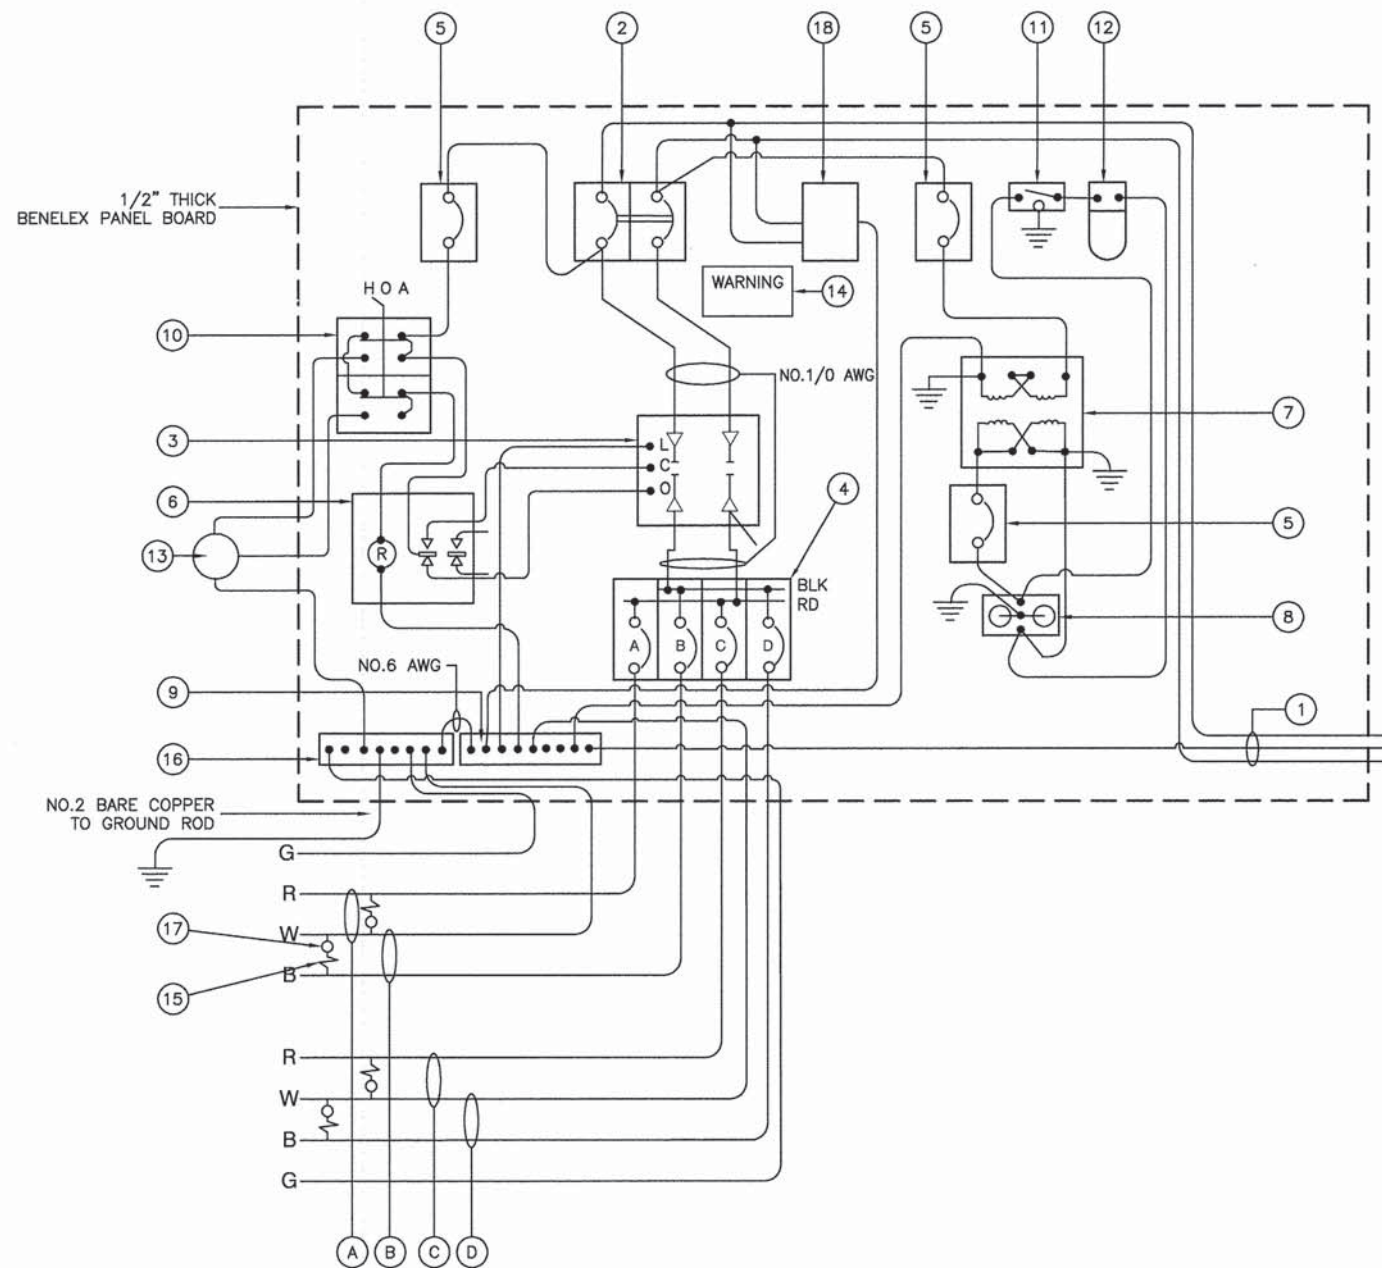 5
2
18
5
11
12
1/2" THICK
BENELEX PANEL BOARD
WARNING
14
H O A
10
NO.1/0 AWG
7
3
L
C
O
4
6
5
13
R
BLK
RD
8
A
B
C
D
NO.6 AWG
9
1
16
NO.2 BARE COPPER
TO GROUND ROD
G
R
17
W
B
15
R
W
B
G
A
B
C
D